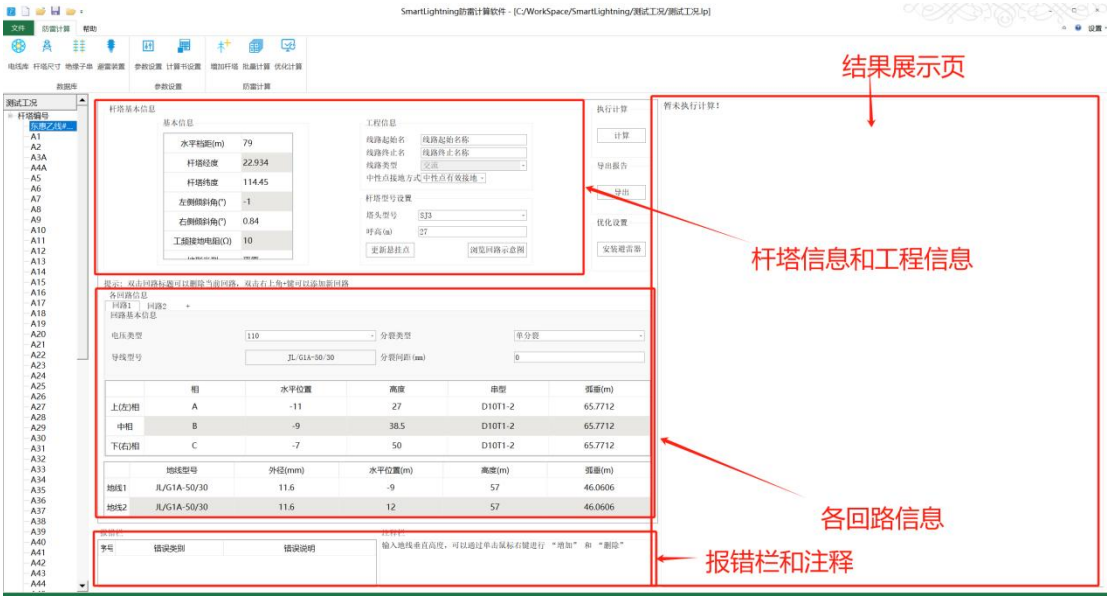 SmartLightning防雷计算软件 - [C:/WorkSpace/SmartLightning/测试工况/测试工况.lp]
文件 防雷计算 帮助 设置
电线库 杆塔尺寸 绝缘子串 避雷装置 参数设置 计算书设置 增加杆塔 批量计算 优化计算
数据库 参数设置 防雷计算
测试工况
杆塔编号
东惠乙线#...
A1
A2
A3A
A4A
A5
A6
A7
A8
A9
A10
A11
A12
A13
A14
A15
A16
A17
A18
A19
A20
A21
A22
A23
A24
A25
A26
A27
A28
A29
A30
A31
A32
A33
A34
A35
A36
A37
A38
A39
A40
A41
A42
A43
A44
杆塔基本信息
基本信息
水平档距(m) 79
杆塔经度 22.934
杆塔纬度 114.45
左侧倾斜角(°) -1
右侧倾斜角(°) 0.84
工频接地电阻(Ω) 10
工程信息
线路起始名 线路起始名称
线路终止名 线路终止名称
线路类型 交流
中性点接地方式 中性点有效接地
杆塔型号设置
塔头型号 SJ3
呼高(m) 27
更新悬挂点 浏览回路示意图
执行计算
计算
导出报告
导出
优化设置
安装避雷器
提示: 双击回路标题可以删除当前回路, 双击右上角+键可以添加新回路
各回路信息
回路1 回路2 +
回路基本信息
电压类型 110 分裂类型 单分裂
导线型号 JL/G1A-50/30 分裂间距(mm) 0
相 水平位置 高度 串型 弧垂(m)
上(左)相 A -11 27 D10T1-2 65.7712
中相 B -9 38.5 D10T1-2 65.7712
下(右)相 C -7 50 D10T1-2 65.7712
地线型号 外径(mm) 水平位置(m) 高度(m) 弧垂(m)
地线1 JL/G1A-50/30 11.6 -9 57 46.0606
地线2 JL/G1A-50/30 11.6 12 57 46.0606
报错栏 注释栏
序号 错误类别 错误说明
输入地线垂直高度, 可以通过单击鼠标右键进行 “增加” 和 “删除”
暂未执行计算!
结果展示页
杆塔信息和工程信息
各回路信息
报错栏和注释